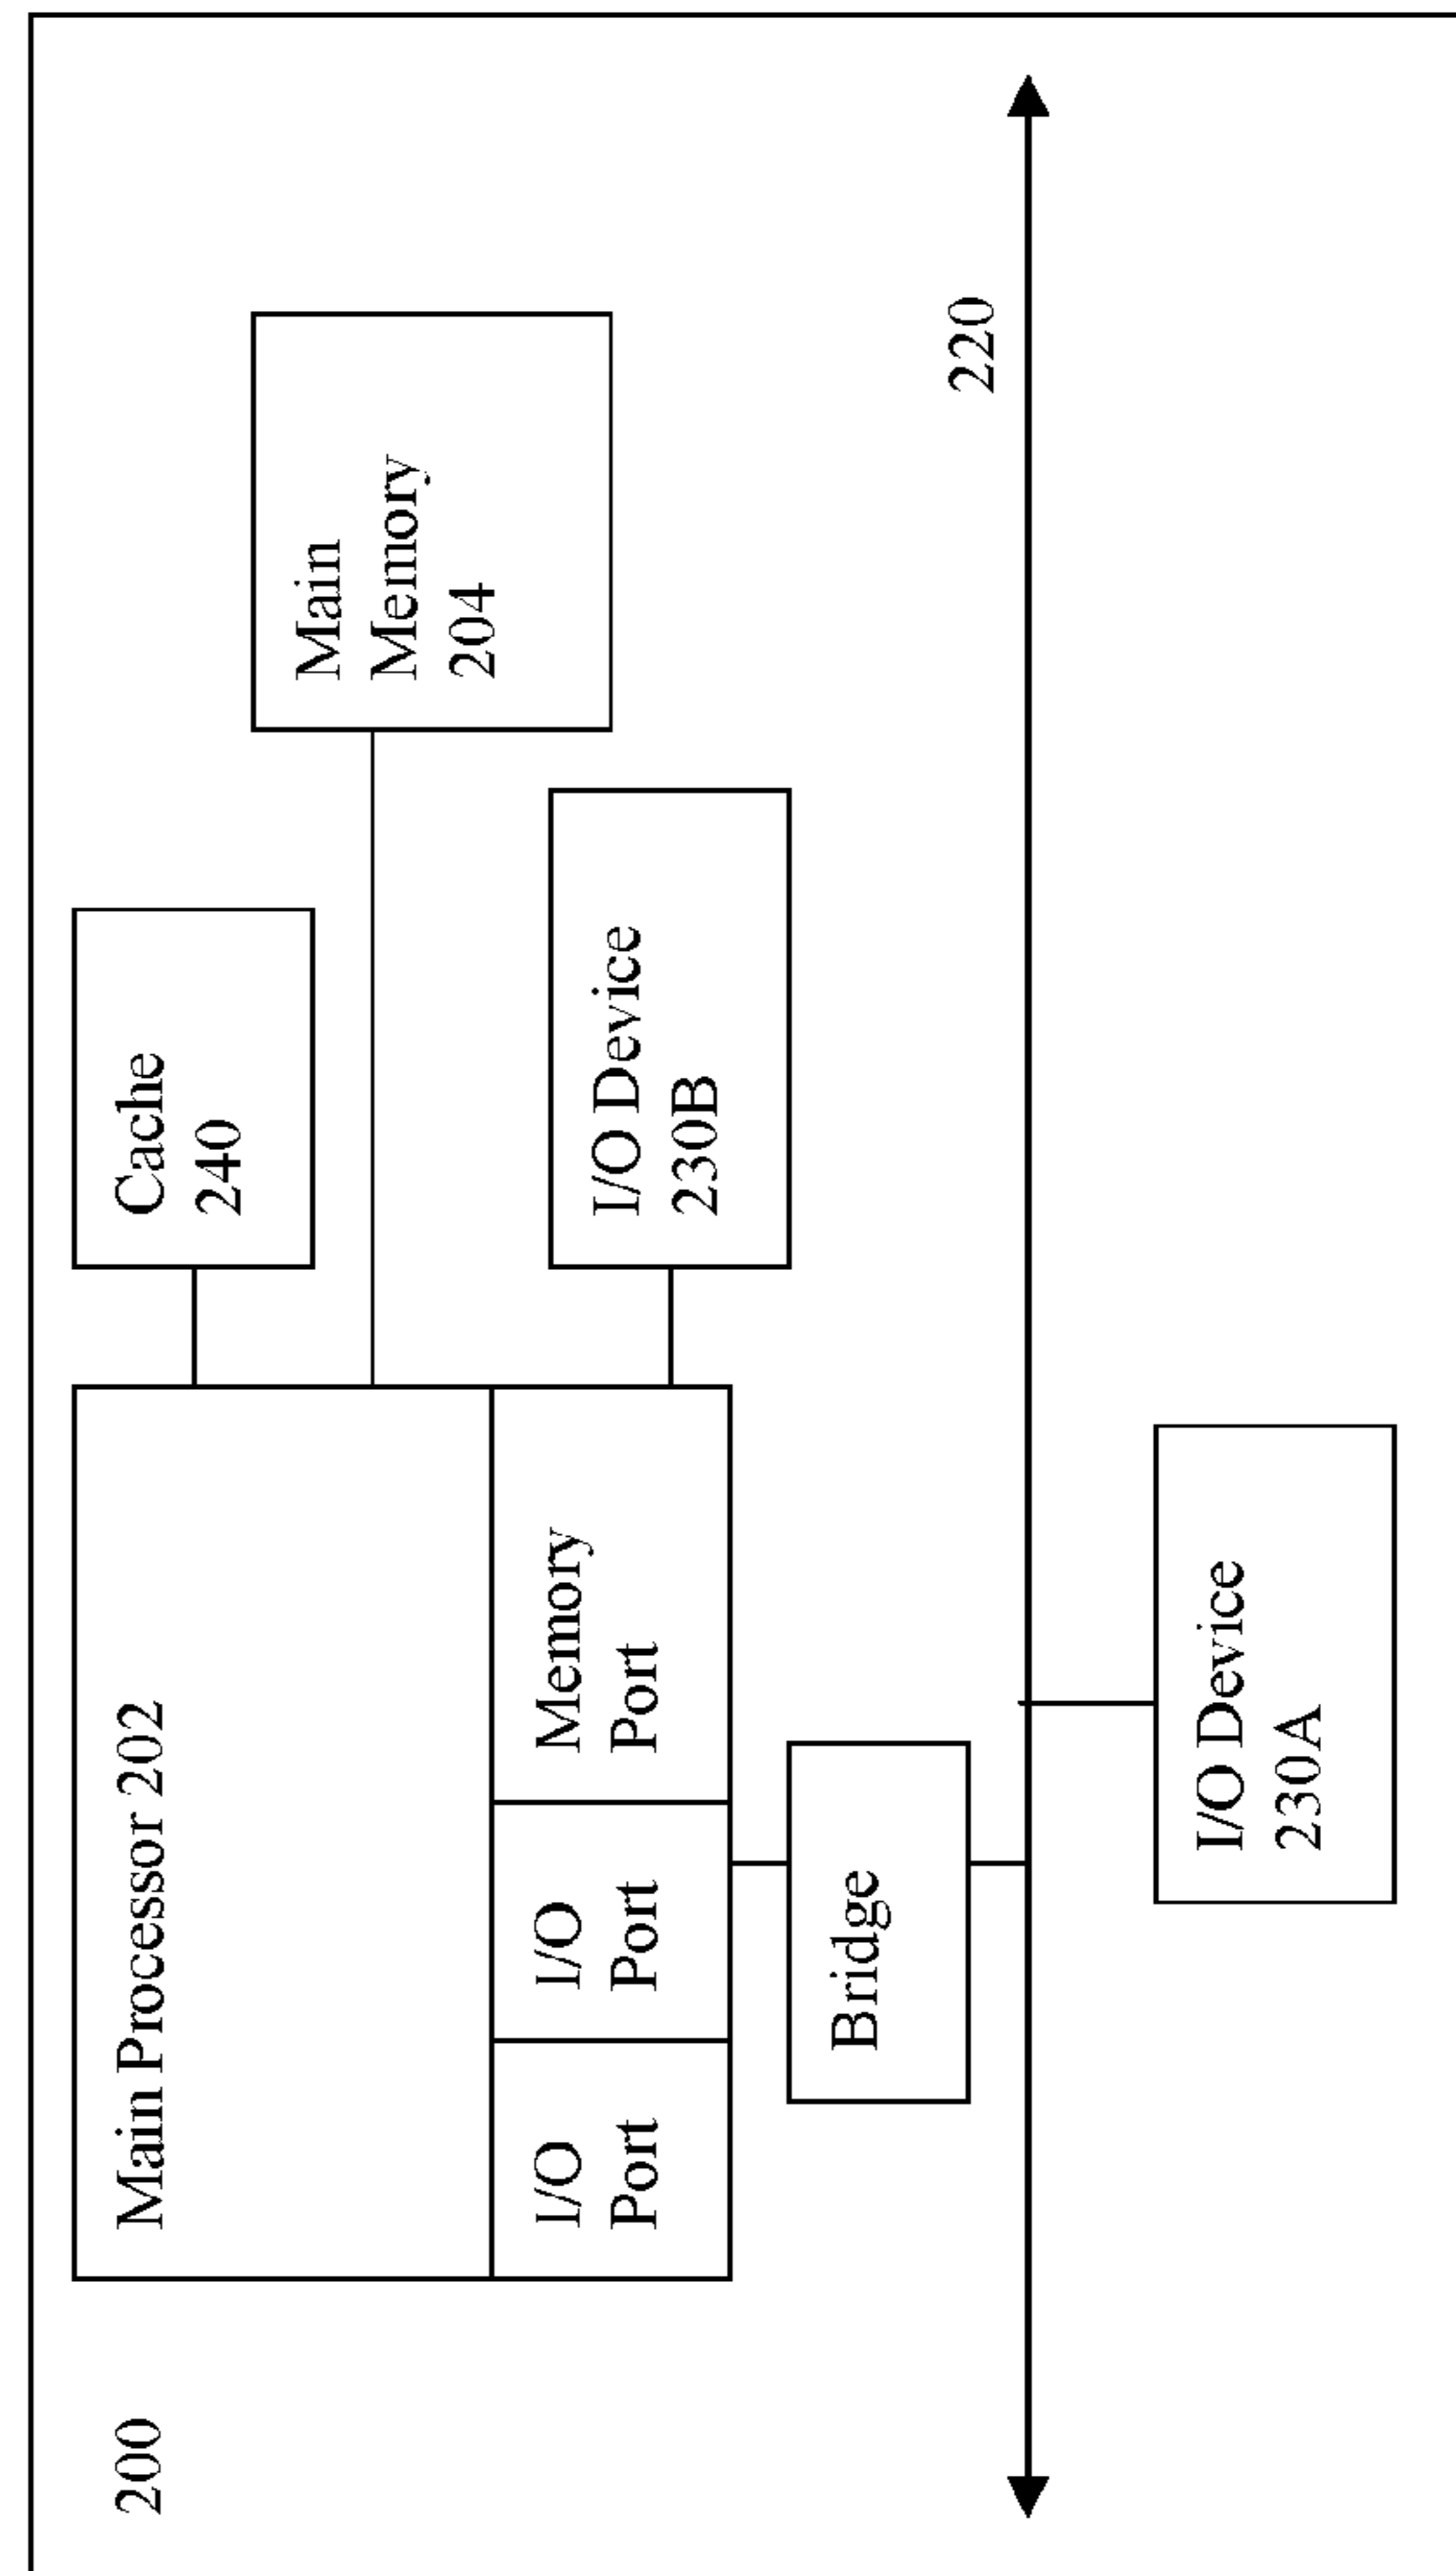 200
Main Processor 202
Cache
240
Main
Memory
204
I/O
Port
I/O
Port
Memory
Port
I/O Device
230B
Bridge
220
I/O Device
230A